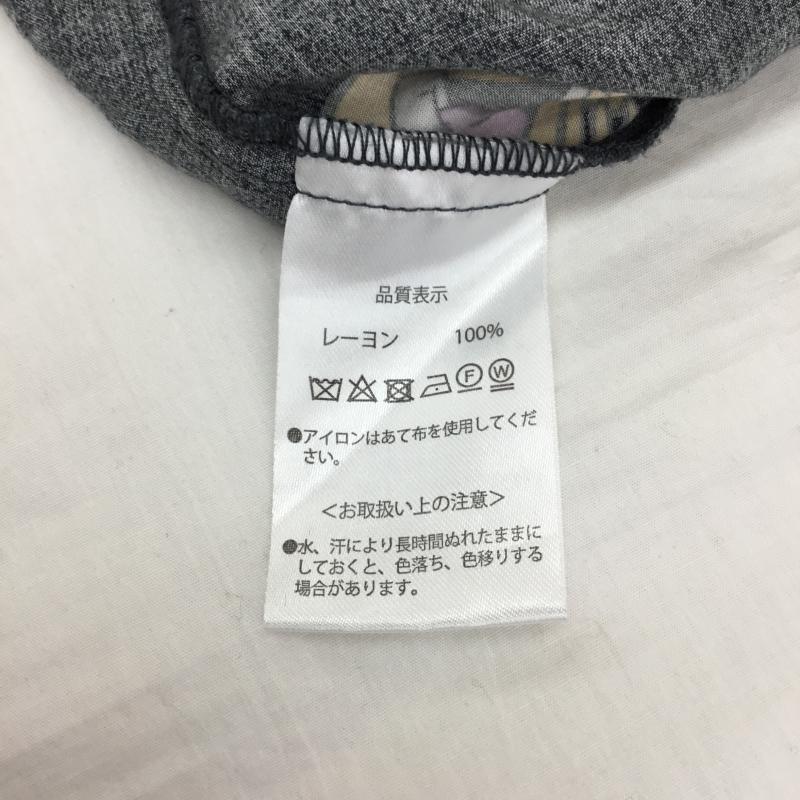 品質表示
レーヨン 100%
F W
●アイロンはあて布を使用してくだ
さい。
＜お取扱い上の注意＞
●水、汗により長時間ぬれたままに
しておくと、色落ち、色移りする
場合があります。